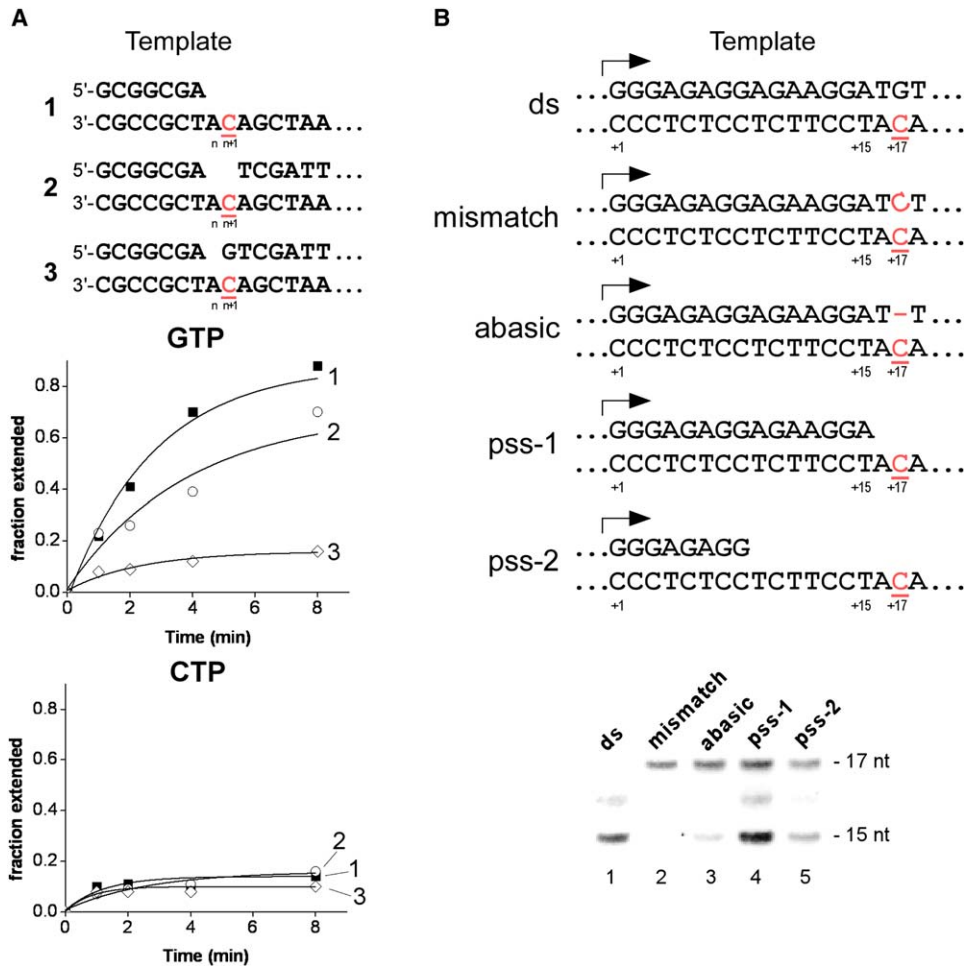 A
Template
1
5'-GCGGCGA
3'-CGCCGCTACAGCTAA...
n n+1
2
5'-GCGGCGA TCGATT...
3'-CGCCGCTACAGCTAA...
n n+1
3
5'-GCGGCGA GTCGATT...
3'-CGCCGCTACAGCTAA...
n n+1
GTP
fraction extended
0.8
0.6
0.4
0.2
0.0
0 2 4 6 8
1
2
3
Time (min)
CTP
fraction extended
0.8
0.6
0.4
0.2
0.0
0 2 4 6 8
2
1
3
Time (min)
B
Template
ds
...GGGAGAGGAGAAGGATGT...
...CCCTCTCCTCTTCCTACA...
+1 +15 +17
mismatch
...GGGAGAGGAGAAGGATCT...
...CCCTCTCCTCTTCCTACA...
+1 +15 +17
abasic
...GGGAGAGGAGAAGGAT-T...
...CCCTCTCCTCTTCCTACA...
+1 +15 +17
pss-1
...GGGAGAGGAGAAGGA
...CCCTCTCCTCTTCCTACA...
+1 +15 +17
pss-2
...GGGAGAGG
...CCCTCTCCTCTTCCTACA...
+1 +15 +17
ds mismatch abasic pss-1 pss-2
- 17 nt
- 15 nt
1 2 3 4 5